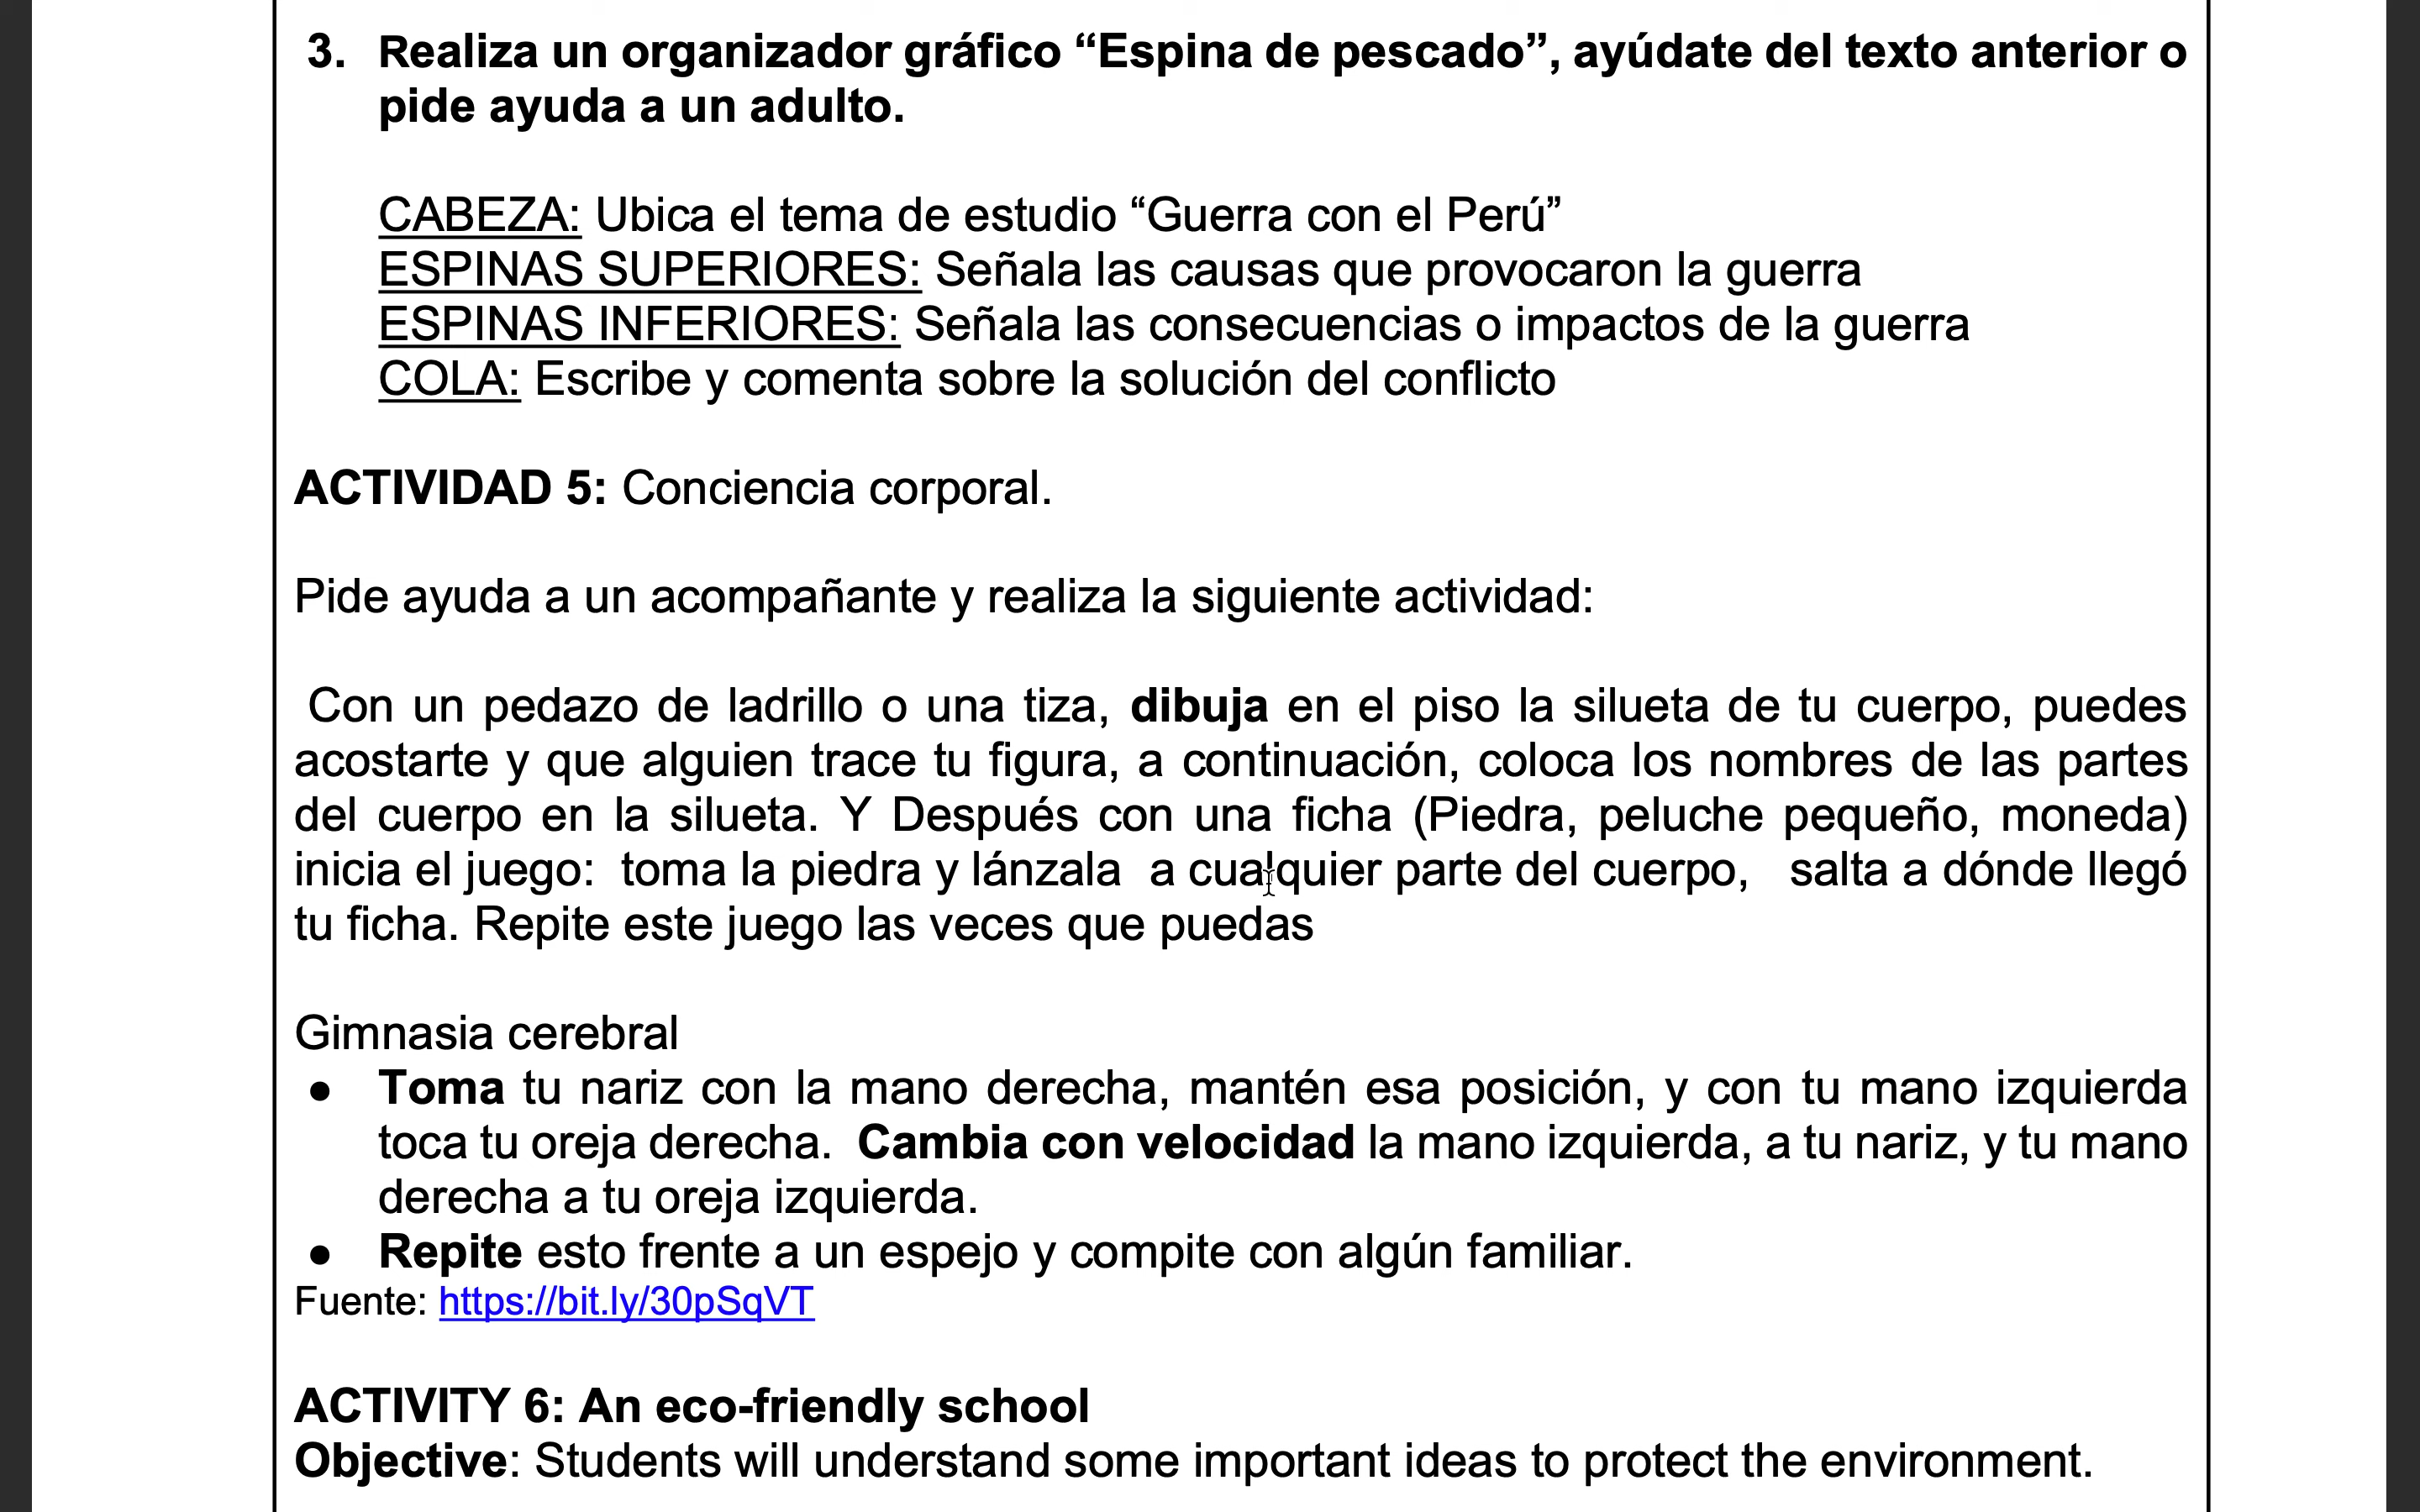 3. Realiza un organizador gráfico “Espina de pescado”, ayúdate del texto anterior o
pide ayuda a un adulto.
CABEZA: Ubica el tema de estudio “Guerra con el Perú”
ESPINAS SUPERIORES: Señala las causas que provocaron la guerra
ESPINAS INFERIORES: Señala las consecuencias o impactos de la guerra
COLA: Escribe y comenta sobre la solución del conflicto
ACTIVIDAD 5: Conciencia corporal.
Pide ayuda a un acompañante y realiza la siguiente actividad:
Con un pedazo de ladrillo o una tiza, dibuja en el piso la silueta de tu cuerpo, puedes
acostarte y que alguien trace tu figura, a continuación, coloca los nombres de las partes
del cuerpo en la silueta. Y Después con una ficha (Piedra, peluche pequeño, moneda)
inicia el juego: toma la piedra y lánzala a cualquier parte del cuerpo, salta a dónde llegó
tu ficha. Repite este juego las veces que puedas
Gimnasia cerebral
● Toma tu nariz con la mano derecha, mantén esa posición, y con tu mano izquierda
toca tu oreja derecha. Cambia con velocidad la mano izquierda, a tu nariz, y tu mano
derecha a tu oreja izquierda.
● Repite esto frente a un espejo y compite con algún familiar.
Fuente: https://bit.ly/30pSqVT
ACTIVITY 6: An eco-friendly school
Objective: Students will understand some important ideas to protect the environment.